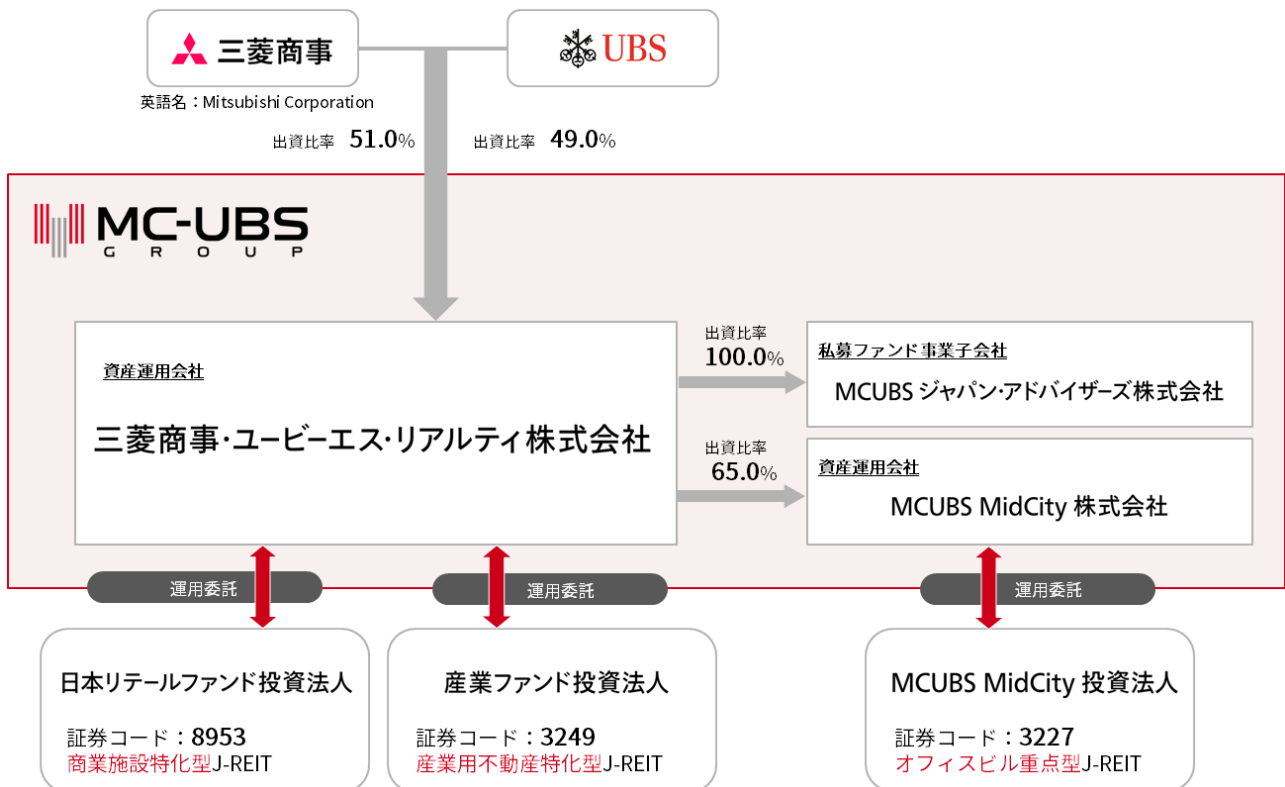 三菱商事
UBS
英語名：Mitsubishi Corporation
出資比率 51.0%
出資比率 49.0%
MC-UBS
GROUP
資産運用会社
三菱商事・ユービーエス・リアルティ株式会社
出資比率
100.0%
私募ファンド事業子会社
MCUBS ジャパン・アドバイザーズ株式会社
出資比率
65.0%
資産運用会社
MCUBS MidCity 株式会社
運用委託
運用委託
運用委託
日本リテールファンド投資法人
証券コード：8953
商業施設特化型J-REIT
産業ファンド投資法人
証券コード：3249
産業用不動産特化型J-REIT
MCUBS MidCity 投資法人
証券コード：3227
オフィスビル重点型J-REIT